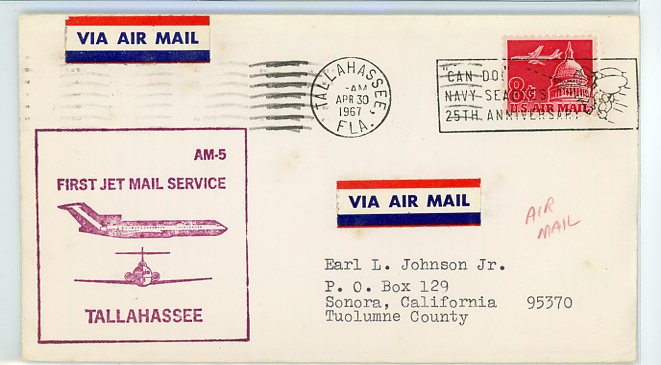 VIA AIR MAIL
TALLAHASSEE,
AM
APR 30
1967
FLA.
"CAN DO"
NAVY SEABEES
25TH ANNIVERSARY
8c
U.S. AIR MAIL
AM-5
FIRST JET MAIL SERVICE
TALLAHASSEE
VIA AIR MAIL
AIR
MAIL
Earl L. Johnson Jr.
P. O. Box 129
Sonora, California 95370
Tuolumne County